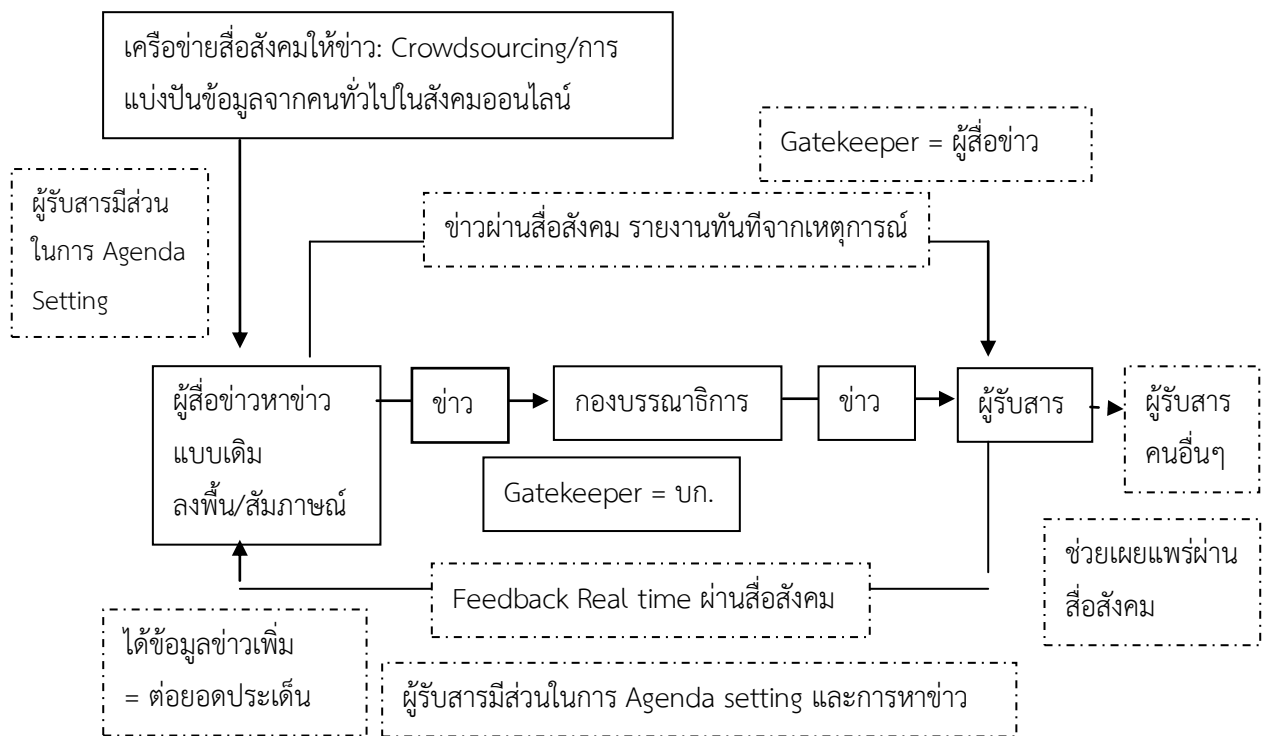 เครือข่ายสื่อสังคมให้ข่าว: Crowdsourcing/การ
แบ่งปันข้อมูลจากคนทั่วไปในสังคมออนไลน์
Gatekeeper = ผู้สื่อข่าว
ผู้รับสารมีส่วน
ในการ Agenda
Setting
ข่าวผ่านสื่อสังคม รายงานทันทีจากเหตุการณ์
ผู้สื่อข่าวหาข่าว
แบบเดิม
ลงพื้น/สัมภาษณ์
ข่าว
กองบรรณาธิการ
ข่าว
ผู้รับสาร
ผู้รับสาร
คนอื่นๆ
Gatekeeper = บก.
ช่วยเผยแพร่ผ่าน
สื่อสังคม
Feedback Real time ผ่านสื่อสังคม
ได้ข้อมูลข่าวเพิ่ม
= ต่อยอดประเด็น
ผู้รับสารมีส่วนในการ Agenda setting และการหาข่าว